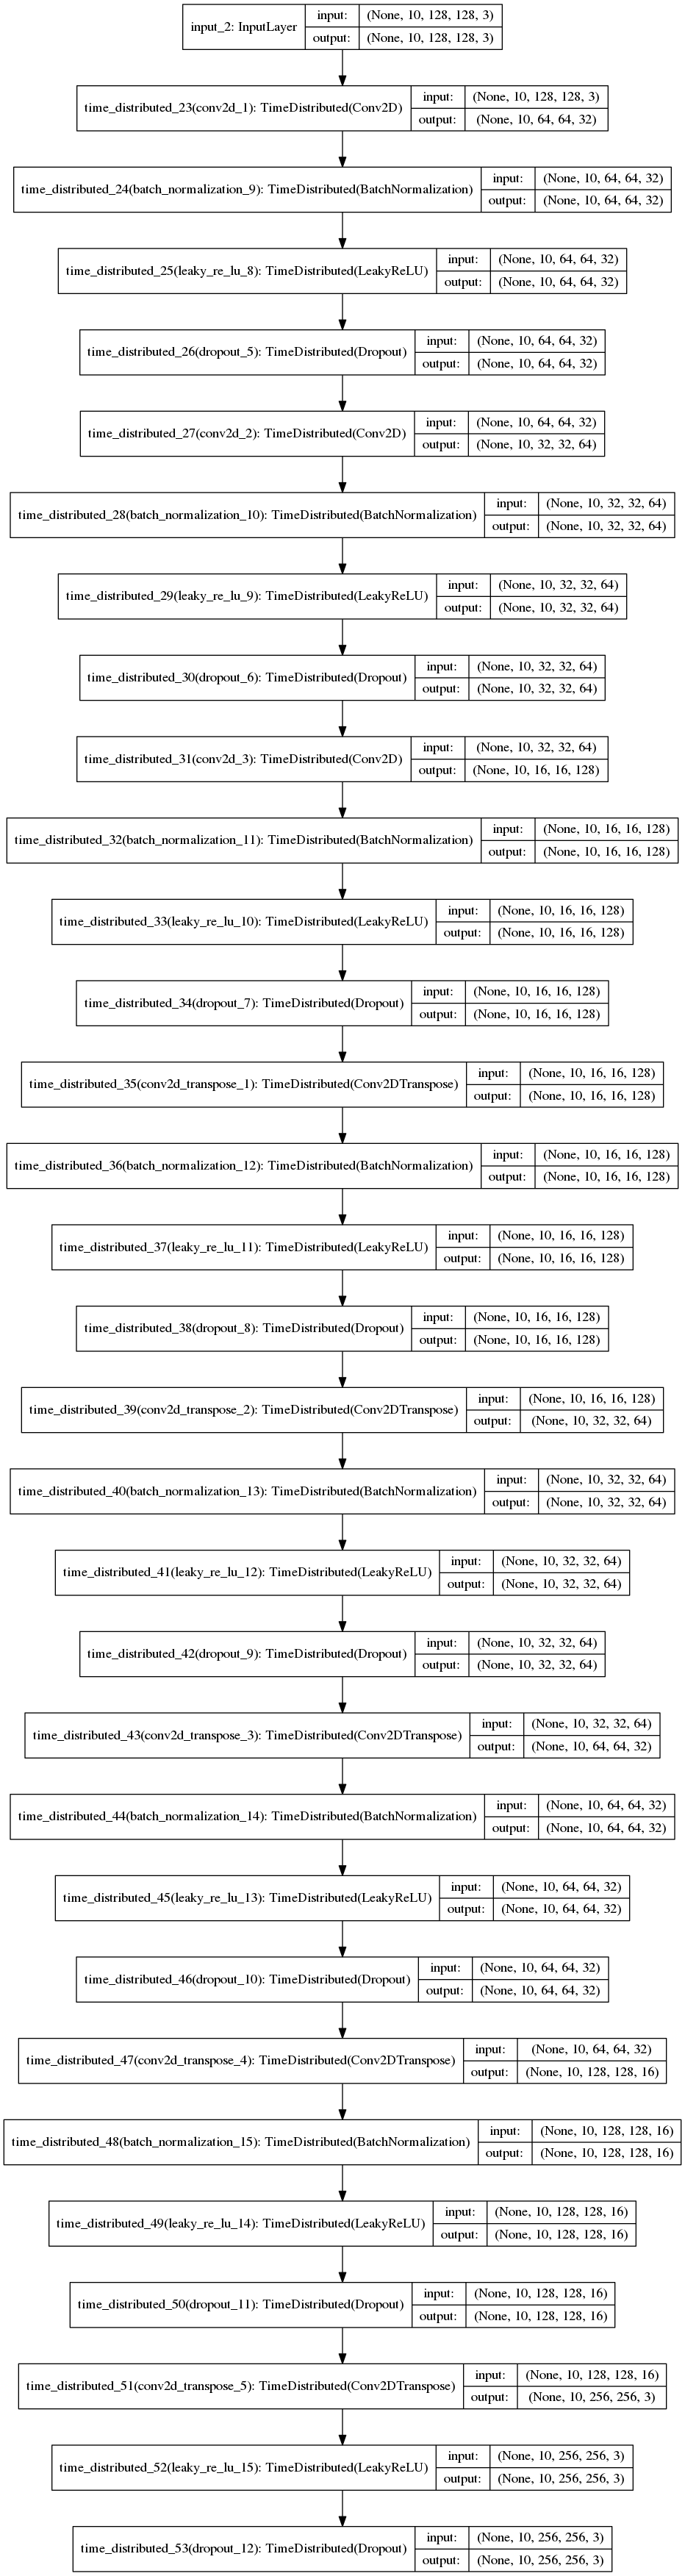 input_2: InputLayer input: (None, 10, 128, 128, 3)
output: (None, 10, 128, 128, 3)
time_distributed_23(conv2d_1): TimeDistributed(Conv2D) input: (None, 10, 128, 128, 3)
output: (None, 10, 64, 64, 32)
time_distributed_24(batch_normalization_9): TimeDistributed(BatchNormalization) input: (None, 10, 64, 64, 32)
output: (None, 10, 64, 64, 32)
time_distributed_25(leaky_re_lu_8): TimeDistributed(LeakyReLU) input: (None, 10, 64, 64, 32)
output: (None, 10, 64, 64, 32)
time_distributed_26(dropout_5): TimeDistributed(Dropout) input: (None, 10, 64, 64, 32)
output: (None, 10, 64, 64, 32)
time_distributed_27(conv2d_2): TimeDistributed(Conv2D) input: (None, 10, 64, 64, 32)
output: (None, 10, 32, 32, 64)
time_distributed_28(batch_normalization_10): TimeDistributed(BatchNormalization) input: (None, 10, 32, 32, 64)
output: (None, 10, 32, 32, 64)
time_distributed_29(leaky_re_lu_9): TimeDistributed(LeakyReLU) input: (None, 10, 32, 32, 64)
output: (None, 10, 32, 32, 64)
time_distributed_30(dropout_6): TimeDistributed(Dropout) input: (None, 10, 32, 32, 64)
output: (None, 10, 32, 32, 64)
time_distributed_31(conv2d_3): TimeDistributed(Conv2D) input: (None, 10, 32, 32, 64)
output: (None, 10, 16, 16, 128)
time_distributed_32(batch_normalization_11): TimeDistributed(BatchNormalization) input: (None, 10, 16, 16, 128)
output: (None, 10, 16, 16, 128)
time_distributed_33(leaky_re_lu_10): TimeDistributed(LeakyReLU) input: (None, 10, 16, 16, 128)
output: (None, 10, 16, 16, 128)
time_distributed_34(dropout_7): TimeDistributed(Dropout) input: (None, 10, 16, 16, 128)
output: (None, 10, 16, 16, 128)
time_distributed_35(conv2d_transpose_1): TimeDistributed(Conv2DTranspose) input: (None, 10, 16, 16, 128)
output: (None, 10, 16, 16, 128)
time_distributed_36(batch_normalization_12): TimeDistributed(BatchNormalization) input: (None, 10, 16, 16, 128)
output: (None, 10, 16, 16, 128)
time_distributed_37(leaky_re_lu_11): TimeDistributed(LeakyReLU) input: (None, 10, 16, 16, 128)
output: (None, 10, 16, 16, 128)
time_distributed_38(dropout_8): TimeDistributed(Dropout) input: (None, 10, 16, 16, 128)
output: (None, 10, 16, 16, 128)
time_distributed_39(conv2d_transpose_2): TimeDistributed(Conv2DTranspose) input: (None, 10, 16, 16, 128)
output: (None, 10, 32, 32, 64)
time_distributed_40(batch_normalization_13): TimeDistributed(BatchNormalization) input: (None, 10, 32, 32, 64)
output: (None, 10, 32, 32, 64)
time_distributed_41(leaky_re_lu_12): TimeDistributed(LeakyReLU) input: (None, 10, 32, 32, 64)
output: (None, 10, 32, 32, 64)
time_distributed_42(dropout_9): TimeDistributed(Dropout) input: (None, 10, 32, 32, 64)
output: (None, 10, 32, 32, 64)
time_distributed_43(conv2d_transpose_3): TimeDistributed(Conv2DTranspose) input: (None, 10, 32, 32, 64)
output: (None, 10, 64, 64, 32)
time_distributed_44(batch_normalization_14): TimeDistributed(BatchNormalization) input: (None, 10, 64, 64, 32)
output: (None, 10, 64, 64, 32)
time_distributed_45(leaky_re_lu_13): TimeDistributed(LeakyReLU) input: (None, 10, 64, 64, 32)
output: (None, 10, 64, 64, 32)
time_distributed_46(dropout_10): TimeDistributed(Dropout) input: (None, 10, 64, 64, 32)
output: (None, 10, 64, 64, 32)
time_distributed_47(conv2d_transpose_4): TimeDistributed(Conv2DTranspose) input: (None, 10, 64, 64, 32)
output: (None, 10, 128, 128, 16)
time_distributed_48(batch_normalization_15): TimeDistributed(BatchNormalization) input: (None, 10, 128, 128, 16)
output: (None, 10, 128, 128, 16)
time_distributed_49(leaky_re_lu_14): TimeDistributed(LeakyReLU) input: (None, 10, 128, 128, 16)
output: (None, 10, 128, 128, 16)
time_distributed_50(dropout_11): TimeDistributed(Dropout) input: (None, 10, 128, 128, 16)
output: (None, 10, 128, 128, 16)
time_distributed_51(conv2d_transpose_5): TimeDistributed(Conv2DTranspose) input: (None, 10, 128, 128, 16)
output: (None, 10, 256, 256, 3)
time_distributed_52(leaky_re_lu_15): TimeDistributed(LeakyReLU) input: (None, 10, 256, 256, 3)
output: (None, 10, 256, 256, 3)
time_distributed_53(dropout_12): TimeDistributed(Dropout) input: (None, 10, 256, 256, 3)
output: (None, 10, 256, 256, 3)